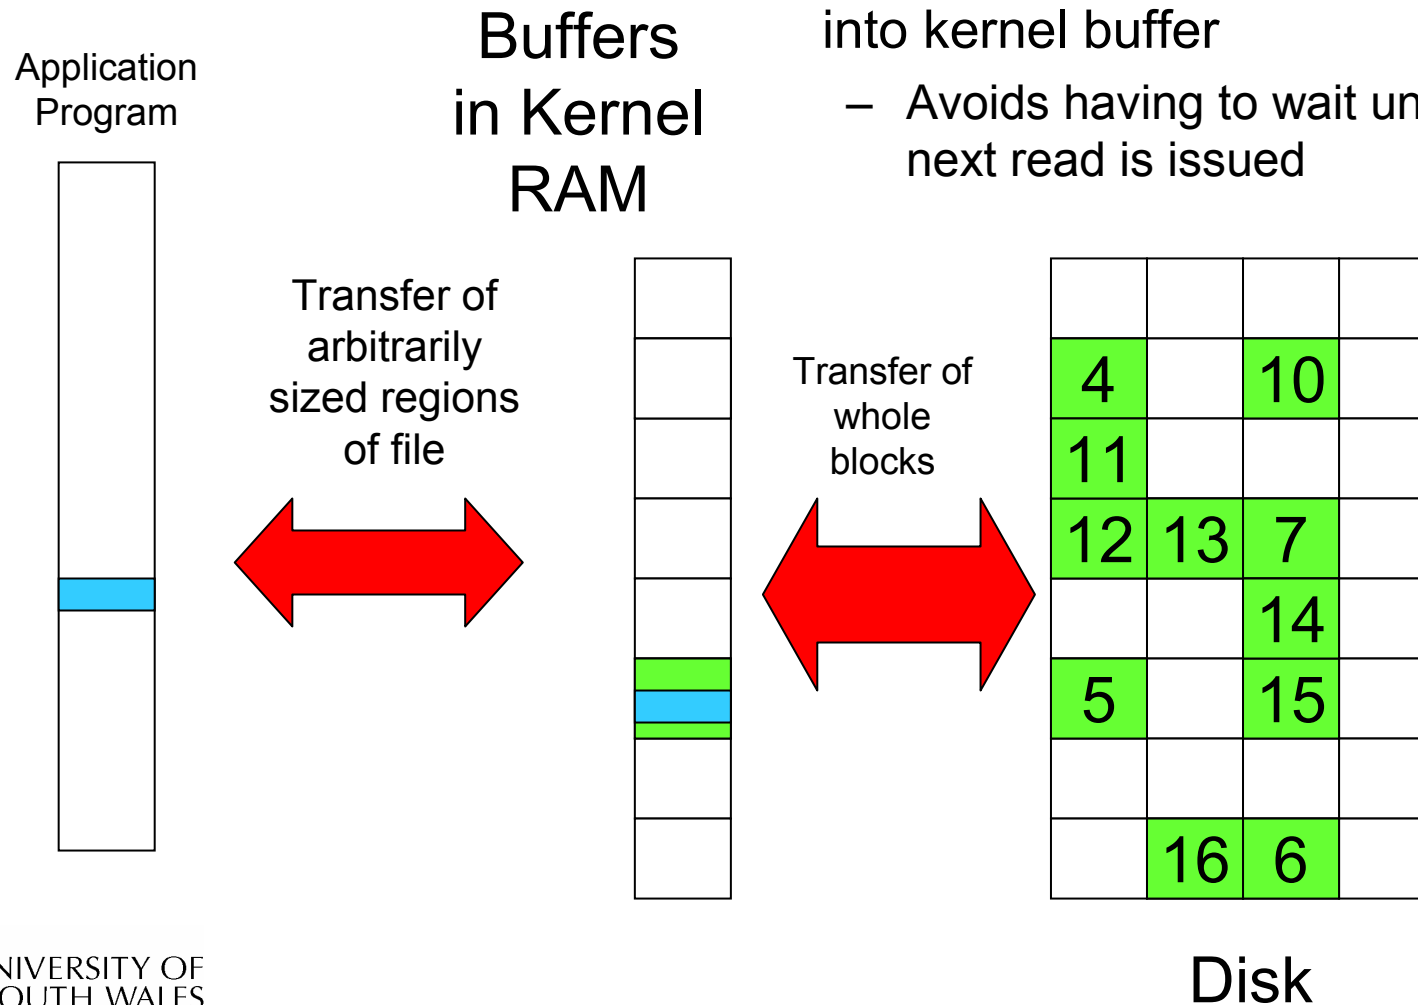 Application
Program
Buffers
in Kernel
RAM
into kernel buffer
– Avoids having to wait un
next read is issued
Transfer of
arbitrarily
sized regions
of file
Transfer of
whole
blocks
4 10
11
12 13 7
14
5 15
16 6
Disk
NIVERSITY OF
OUTH WALES